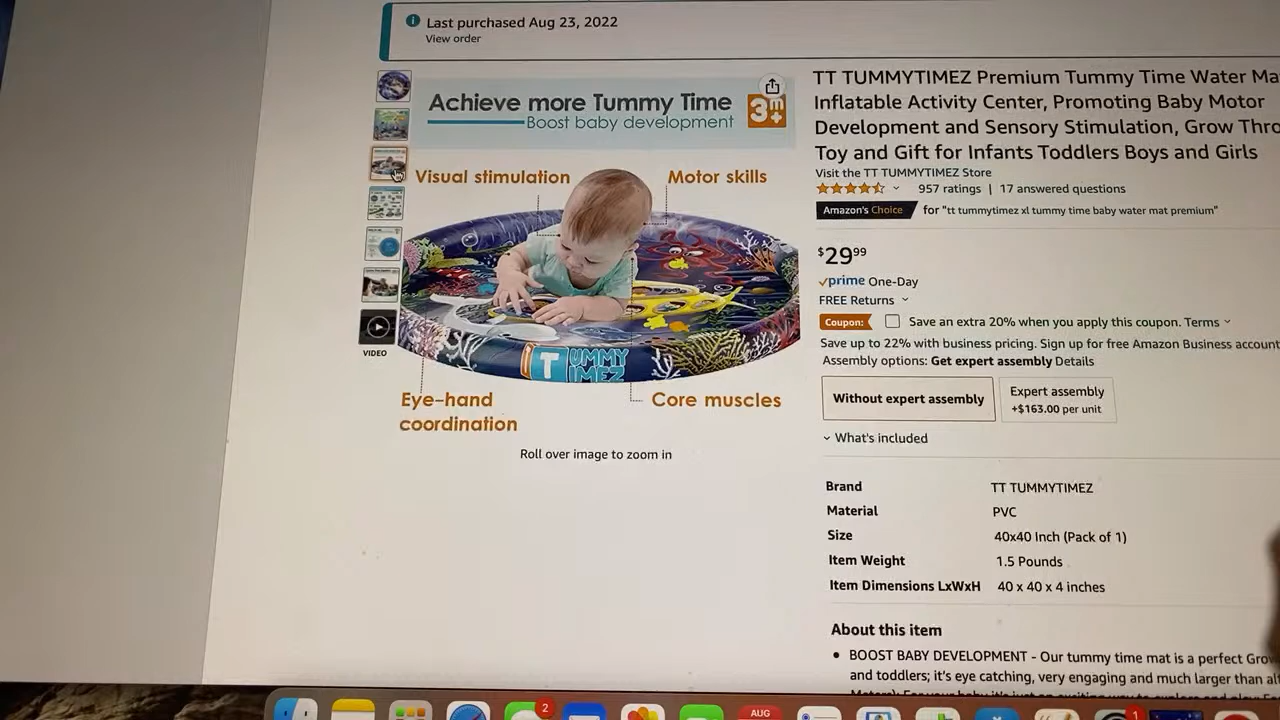 Last purchased Aug 23, 2022
View order
Achieve more Tummy Time
Boost baby development
3m+
Visual stimulation
Motor skills
TUMMY
TIMEZ
Eye-hand
coordination
Core muscles
Roll over image to zoom in
VIDEO
TT TUMMYTIMEZ Premium Tummy Time Water Ma
Inflatable Activity Center, Promoting Baby Motor
Development and Sensory Stimulation, Grow Thro
Toy and Gift for Infants Toddlers Boys and Girls
Visit the TT TUMMYTIMEZ Store
957 ratings | 17 answered questions
Amazon's Choice for "tt tummytimez xl tummy time baby water mat premium"
$29 99
prime One-Day
FREE Returns
Coupon: Save an extra 20% when you apply this coupon. Terms
Save up to 22% with business pricing. Sign up for free Amazon Business account
Assembly options: Get expert assembly Details
Without expert assembly
Expert assembly
+$163.00 per unit
What's included
Brand TT TUMMYTIMEZ
Material PVC
Size 40x40 Inch (Pack of 1)
Item Weight 1.5 Pounds
Item Dimensions LxWxH 40 x 40 x 4 inches
About this item
BOOST BABY DEVELOPMENT - Our tummy time mat is a perfect Gro
and toddlers; it's eye catching, very engaging and much larger than al
2
AUG
1